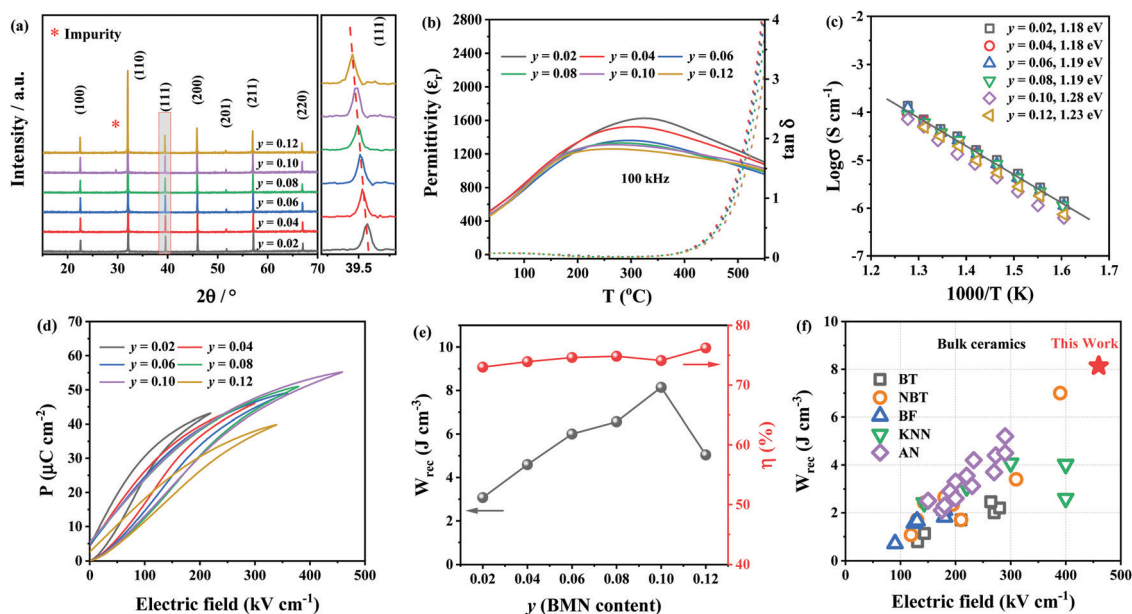 (a)
* Impurity
(100)
*
(110)
(111)
(200)
(201)
(211)
(220)
y = 0.12
y = 0.10
y = 0.08
y = 0.06
y = 0.04
y = 0.02
Intensity / a.u.
20 30 40 50 60 70
2θ / °
(111)
39.5
(b)
2800
2400
2000
1600
1200
800
400
0
Permittivity (εr)
y = 0.02 y = 0.04 y = 0.06
y = 0.08 y = 0.10 y = 0.12
100 kHz
4
3
2
1
0
tan δ
100 200 300 400 500
T (°C)
(c)
-2
-3
-4
-5
-6
-7
Logσ (S cm⁻¹)
y = 0.02, 1.18 eV
y = 0.04, 1.18 eV
y = 0.06, 1.19 eV
y = 0.08, 1.19 eV
y = 0.10, 1.28 eV
y = 0.12, 1.23 eV
1.2 1.3 1.4 1.5 1.6 1.7
1000/T (K)
(d)
70
60
50
40
30
20
10
0
P (μC cm⁻²)
y = 0.02 y = 0.04
y = 0.06 y = 0.08
y = 0.10 y = 0.12
0 100 200 300 400 500
Electric field (kV cm⁻¹)
(e)
10
9
8
7
6
5
4
3
2
1
0
Wrec (J cm⁻³)
80
75
70
65
60
55
50
η (%)
0.02 0.04 0.06 0.08 0.10 0.12
y (BMN content)
(f)
Bulk ceramics
This Work
10
8
6
4
2
0
Wrec (J cm⁻³)
BT
NBT
BF
KNN
AN
0 100 200 300 400 500
Electric field (kV cm⁻¹)